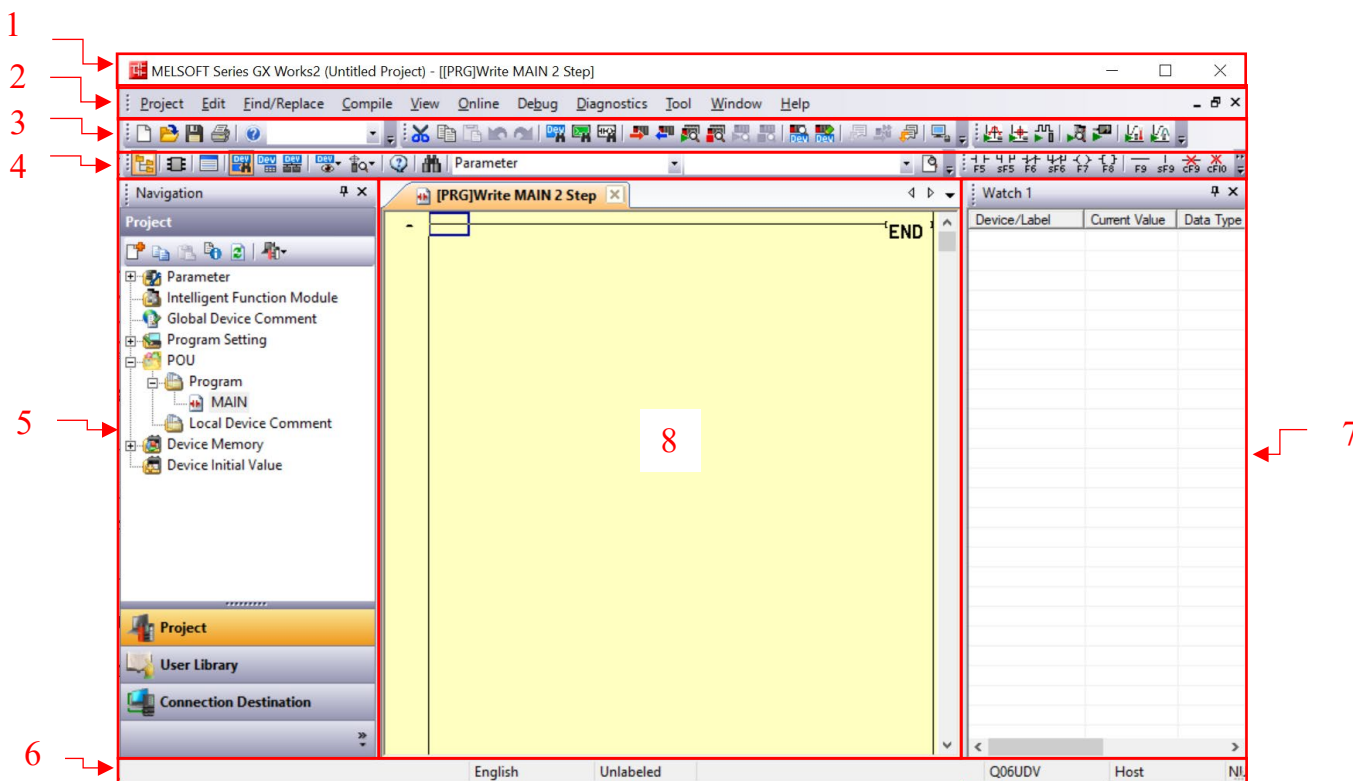 1
MELSOFT Series GX Works2 (Untitled Project) - [[PRG]Write MAIN 2 Step]
2
Project Edit Find/Replace Compile View Online Debug Diagnostics Tool Window Help
3
4
Parameter
F5 sF5 F6 sF6 F7 F8 F9 sF9 cF9 cF10
Navigation
[PRG]Write MAIN 2 Step
Watch 1
Project
END
Device/Label Current Value Data Type
Parameter
Intelligent Function Module
Global Device Comment
Program Setting
POU
Program
MAIN
Local Device Comment
Device Memory
Device Initial Value
5
8
7
Project
User Library
Connection Destination
6
English Unlabeled Q06UDV Host